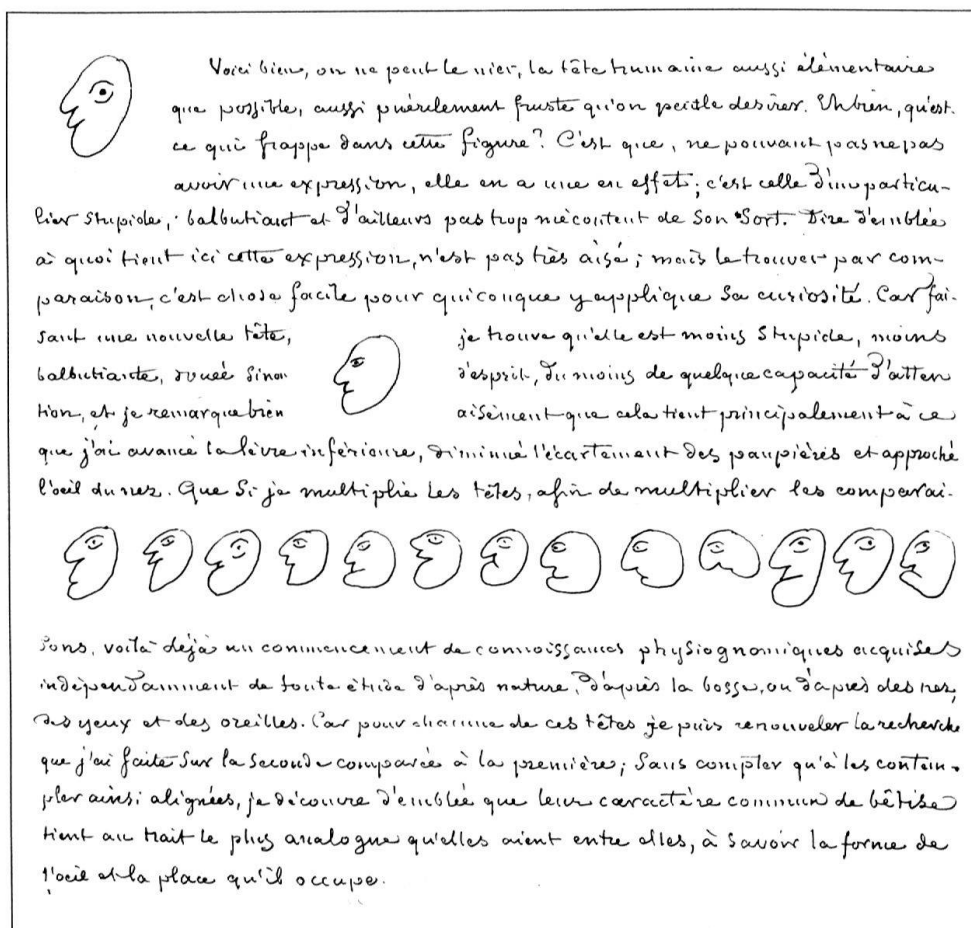 Voici bien, on ne peut le nier, la tête humaine aussi élémentaire
que possible, aussi puérilement fruste qu'on peut le désirer. Eh bien, qu'est-
ce qui frappe dans cette figure? C'est que, ne pouvant pas ne pas
avoir une expression, elle en a une en effet; c'est celle d'un particu-
lier stupide, balbutiant et d'ailleurs pas trop mécontent de son sort. Dire d'emblée
à quoi tient ici cette expression, n'est pas très aisé; mais le trouver par com-
paraison, c'est chose facile pour quiconque y applique sa curiosité. Car fai-
sant une nouvelle tête, je trouve qu'elle est moins stupide, moins
balbutiante, douée sinon d'esprit, du moins de quelque capacité d'atten
tion, et je remarque bien aisément que cela tient principalement à ce
que j'ai avancé la lèvre inférieure, diminué l'écartement des paupières et approché
l'oeil du nez. Que si je multiplie les têtes, afin de multiplier les comparai-
sons, voilà déjà un commencement de connoissances physiognomiques acquises
indépendamment de toute étude d'après nature, d'après la bosse, ou d'après des nez,
des yeux et des oreilles. Car pour chacune de ces têtes je puis renouveler la recherche
que j'ai faite sur la seconde comparée à la première; sans compter qu'à les contem-
pler ainsi alignées, je découvre d'emblée que leur caractère commun de bêtise
tient au trait le plus analogue qu'elles aient entre elles, à savoir la forme de
l'oeil et la place qu'il occupe.